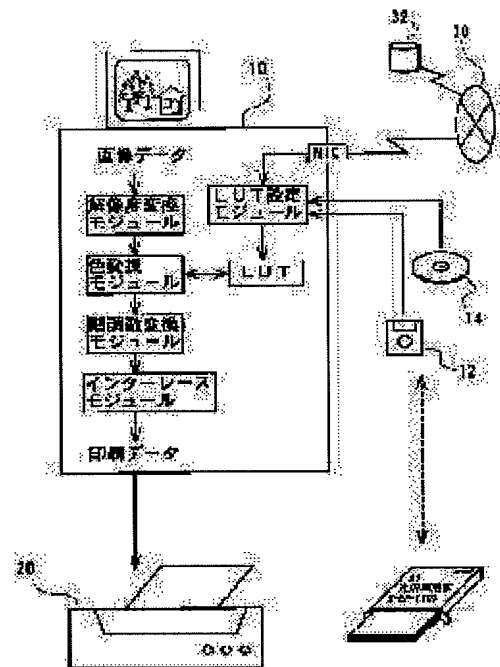 32
30
10
画像データ
NIC
解像度変換
モジュール
LUT設定
モジュール
色変換
モジュール
LUT
14
階調数変換
モジュール
12
インターレース
モジュール
印刷データ
20